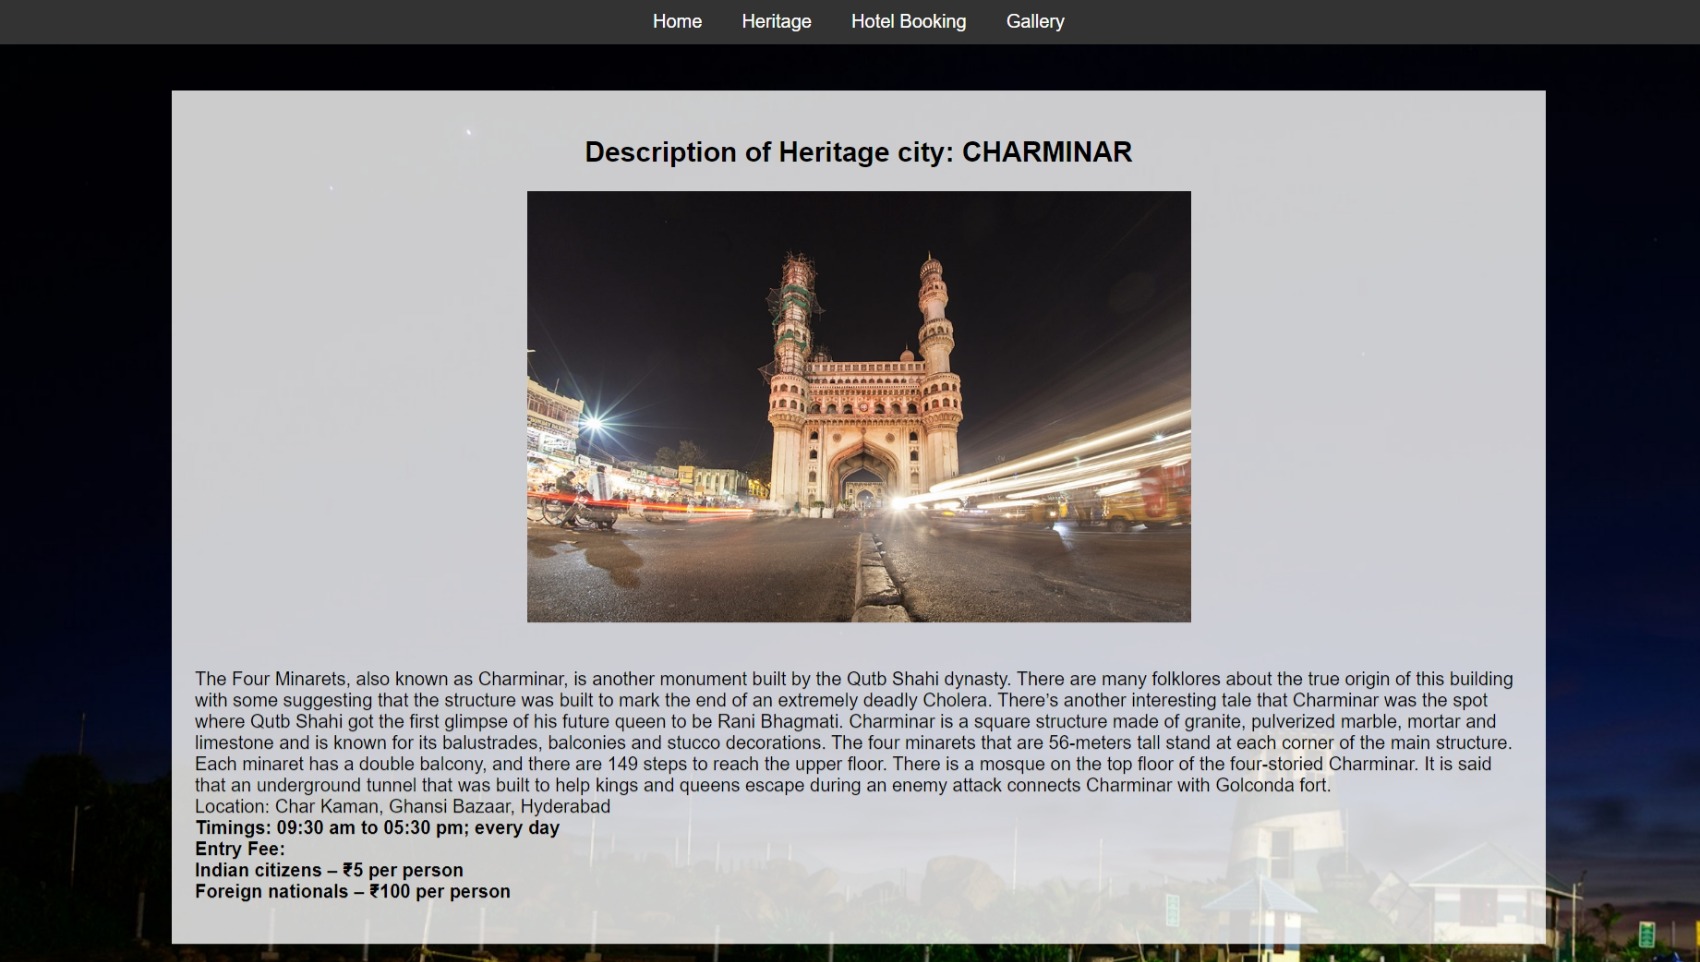 Home Heritage Hotel Booking Gallery
Description of Heritage city: CHARMINAR
The Four Minarets, also known as Charminar, is another monument built by the Qutb Shahi dynasty. There are many folklores about the true origin of this building
with some suggesting that the structure was built to mark the end of an extremely deadly Cholera. There's another interesting tale that Charminar was the spot
where Qutb Shahi got the first glimpse of his future queen to be Rani Bhagmati. Charminar is a square structure made of granite, pulverized marble, mortar and
limestone and is known for its balustrades, balconies and stucco decorations. The four minarets that are 56-meters tall stand at each corner of the main structure.
Each minaret has a double balcony, and there are 149 steps to reach the upper floor. There is a mosque on the top floor of the four-storied Charminar. It is said
that an underground tunnel that was built to help kings and queens escape during an enemy attack connects Charminar with Golconda fort.
Location: Char Kaman, Ghansi Bazaar, Hyderabad
Timings: 09:30 am to 05:30 pm; every day
Entry Fee:
Indian citizens – ₹5 per person
Foreign nationals – ₹100 per person